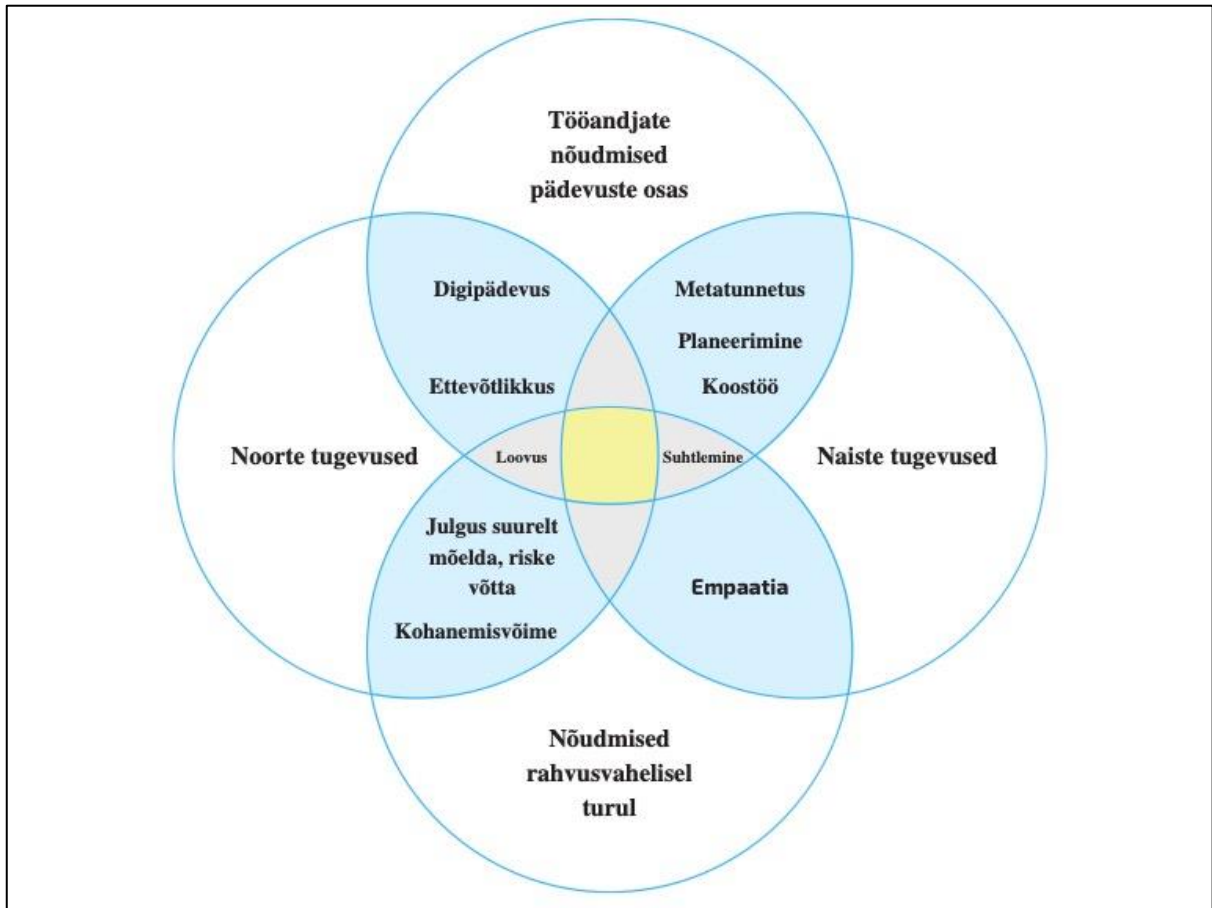 Tööandjate
nõudmised
pädevuste osas
Digipädevus
Metatunnetus
Planeerimine
Ettevõtlikkus
Koostöö
Noorte tugevused
Loovus
Suhtlemine
Naiste tugevused
Julgus suurelt
mõelda, riske
võtta
Empaatia
Kohanemisvõime
Nõudmised
rahvusvahelisel
turul